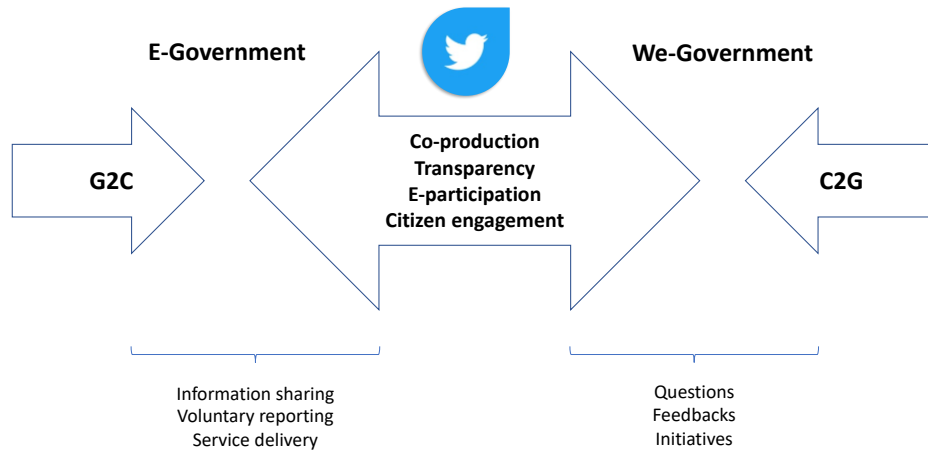 E-Government
We-Government
G2C
Co-production
Transparency
E-participation
Citizen engagement
C2G
Information sharing
Voluntary reporting
Service delivery
Questions
Feedbacks
Initiatives